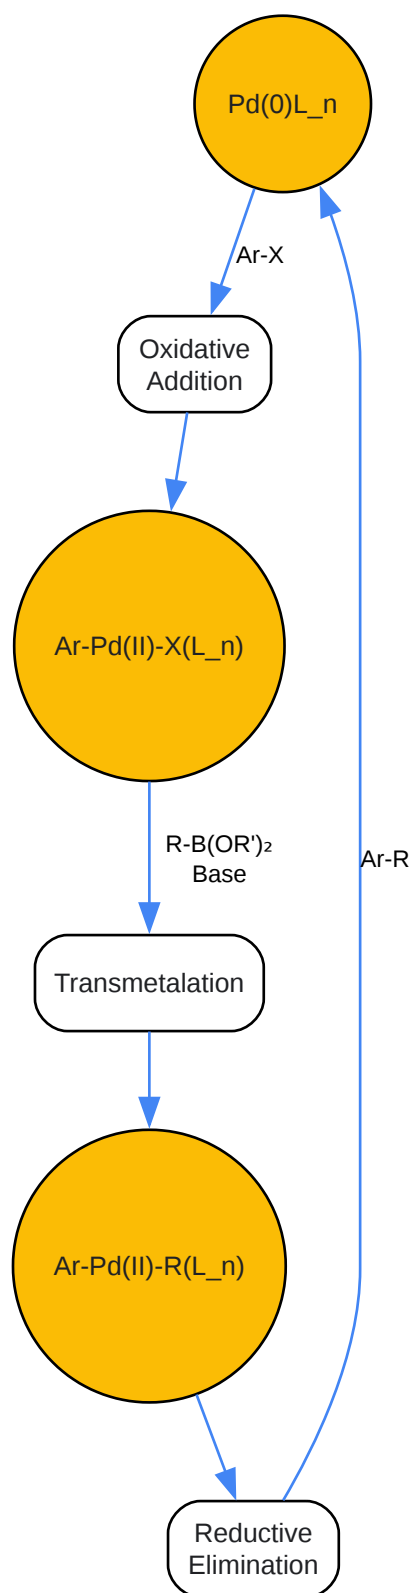 Pd(0)L_n
Ar-X
Oxidative
Addition
Ar-Pd(II)-X(L_n)
R-B(OR')₂
Base
Ar-R
Transmetalation
Ar-Pd(II)-R(L_n)
Reductive
Elimination